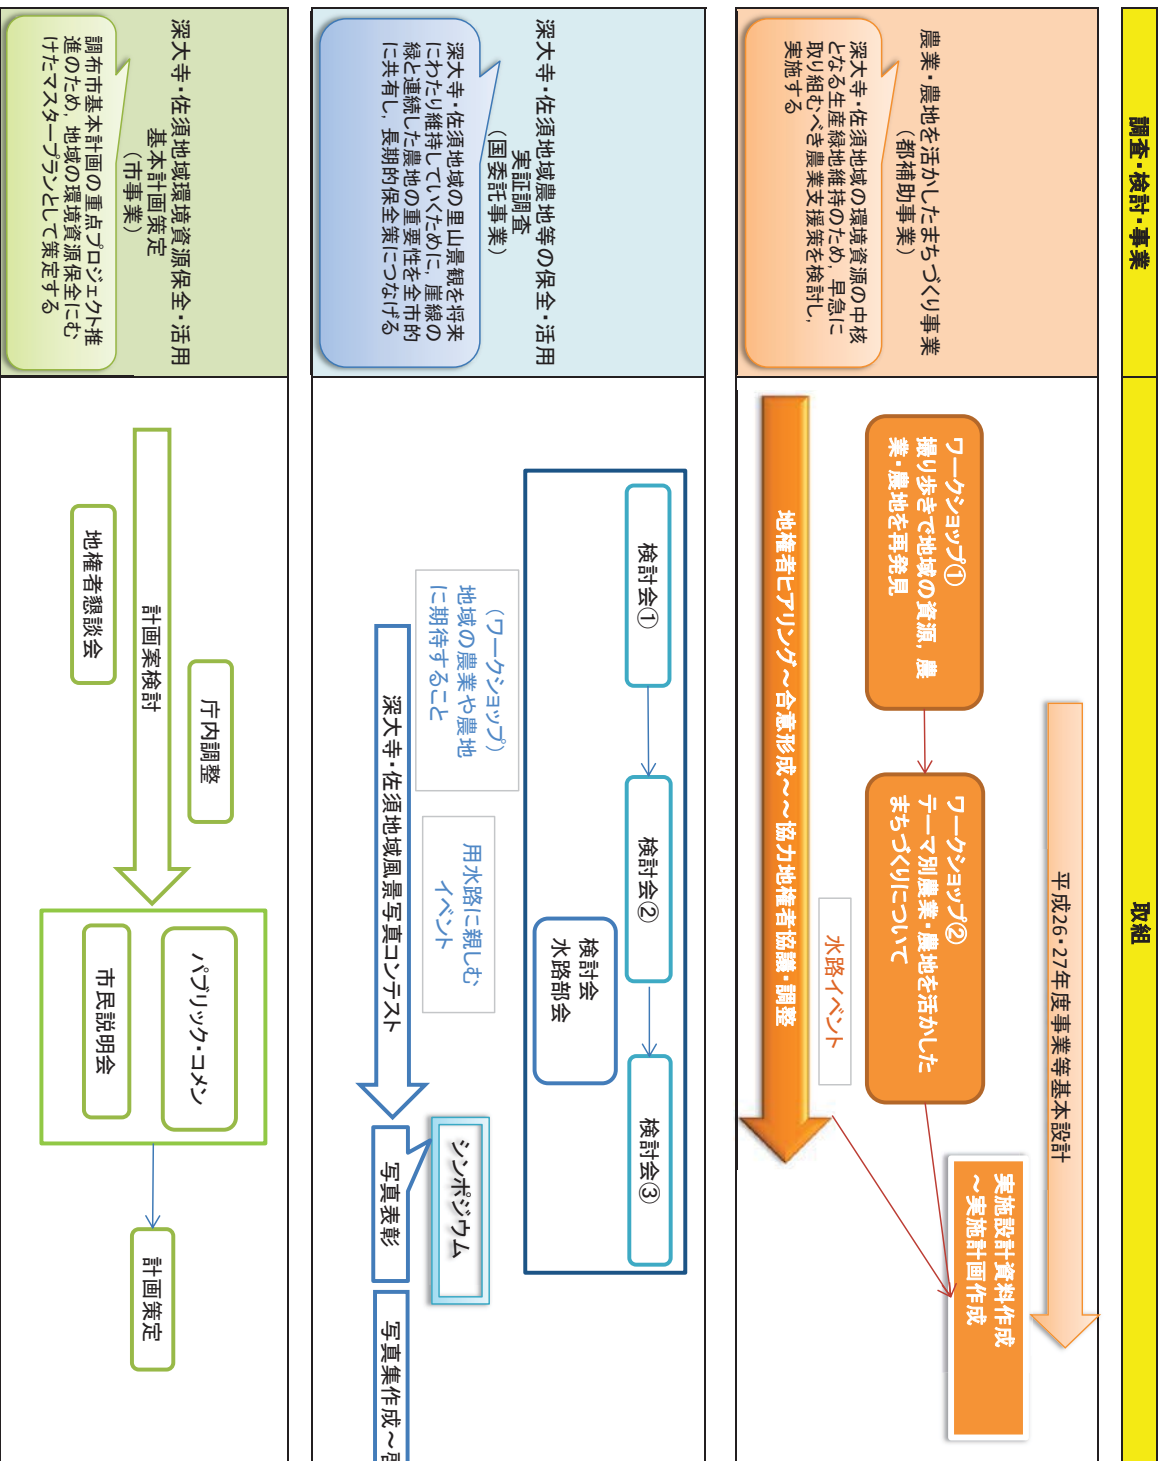 調査・検討・事業
取組
農業・農地を活かしたまちづくり事業
（都補助事業）
深大寺・佐須地域の環境資源の中核
となる生産緑地維持のため，早急に
取り組むべき農業支援策を検討し，
実施する
平成26・27年度事業等基本設計
ワークショップ①
撮り歩きで地域の資源，農
業・農地を再発見
ワークショップ②
テーマ別農業・農地を活かした
まちづくりについて
実施設計資料作成
～実施計画作成
水路イベント
地権者ヒアリング～合意形成～～協力地権者協議・調整
深大寺・佐須地域農地等の保全・活用
実証調査
（国委託事業）
深大寺・佐須地域の里山景観を将来
にわたり維持していくために，崖線の
緑と連続した農地の重要性を全市的
に共有し，長期的保全策につなげる
検討会①
検討会②
検討会③
検討会
水路部会
（ワークショップ）
地域の農業や農地
に期待すること
用水路に親しむ
イベント
シンポジウム
深大寺・佐須地域風景写真コンテスト
写真表彰
写真集作成～
深大寺・佐須地域環境資源保全・活用
基本計画策定
（市事業）
調布市基本計画の重点プロジェクト推
進のため，地域の環境資源保全にむ
けたマスタープランとして策定する
庁内調整
計画案検討
地権者懇談会
パブリック・コメン
市民説明会
計画策定